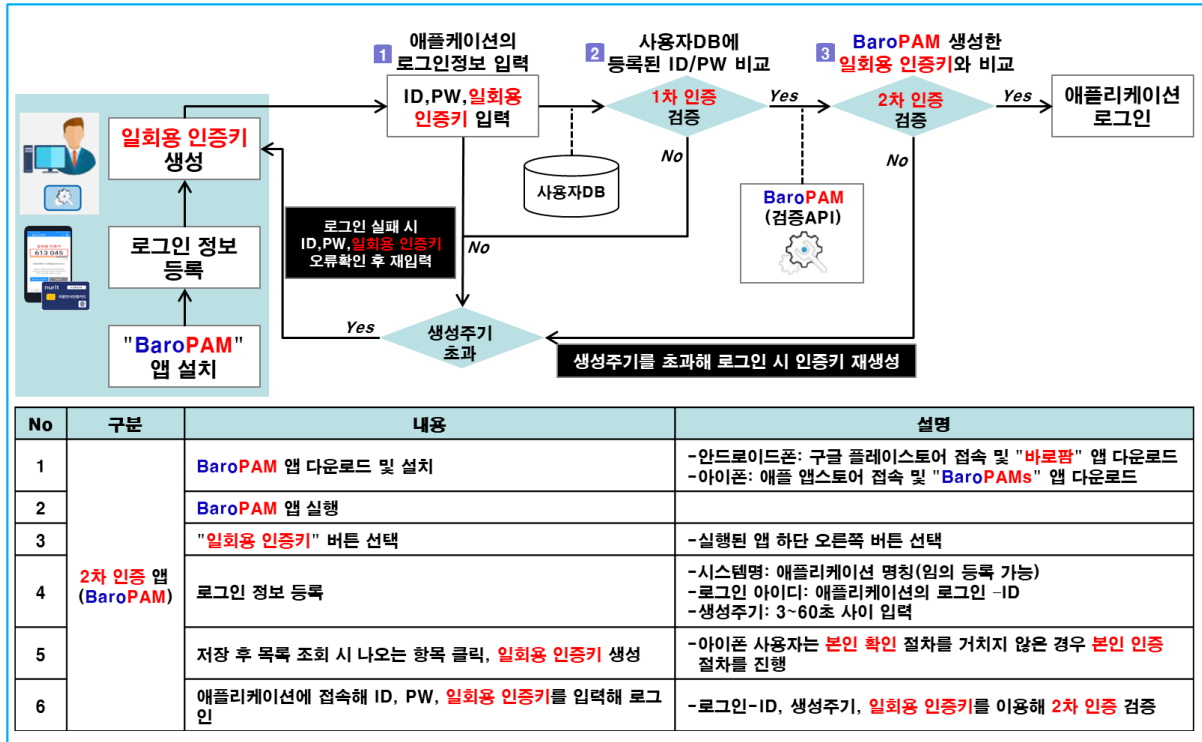 1 애플케이션의
로그인정보 입력
2 사용자DB에
등록된 ID/PW 비교
3 BaroPAM 생성한
일회용 인증키와 비교
ID,PW,일회용
인증키 입력
1차 인증
검증
Yes
2차 인증
검증
Yes
애플리케이션
로그인
일회용 인증키
생성
No
No
사용자DB
BaroPAM
(검증API)
로그인 실패 시
ID,PW,일회용 인증키
오류확인 후 재입력
No
로그인 정보
등록
613 045
nurit
Yes
생성주기
초과
생성주기를 초과해 로그인 시 인증키 재생성
"BaroPAM"
앱 설치
No 구분 내용 설명
1 BaroPAM 앱 다운로드 및 설치 -안드로이드폰: 구글 플레이스토어 접속 및 "바로팜" 앱 다운로드
-아이폰: 애플 앱스토어 접속 및 "BaroPAMs" 앱 다운로드
2 BaroPAM 앱 실행
3 "일회용 인증키" 버튼 선택 -실행된 앱 하단 오른쪽 버튼 선택
2차 인증 앱
(BaroPAM)
4 로그인 정보 등록 -시스템명: 애플리케이션 명칭(임의 등록 가능)
-로그인 아이디: 애플리케이션의 로그인 –ID
-생성주기: 3~60초 사이 입력
5 저장 후 목록 조회 시 나오는 항목 클릭, 일회용 인증키 생성 -아이폰 사용자는 본인 확인 절차를 거치지 않은 경우 본인 인증
절차를 진행
6 애플리케이션에 접속해 ID, PW, 일회용 인증키를 입력해 로그
인 -로그인-ID, 생성주기, 일회용 인증키를 이용해 2차 인증 검증